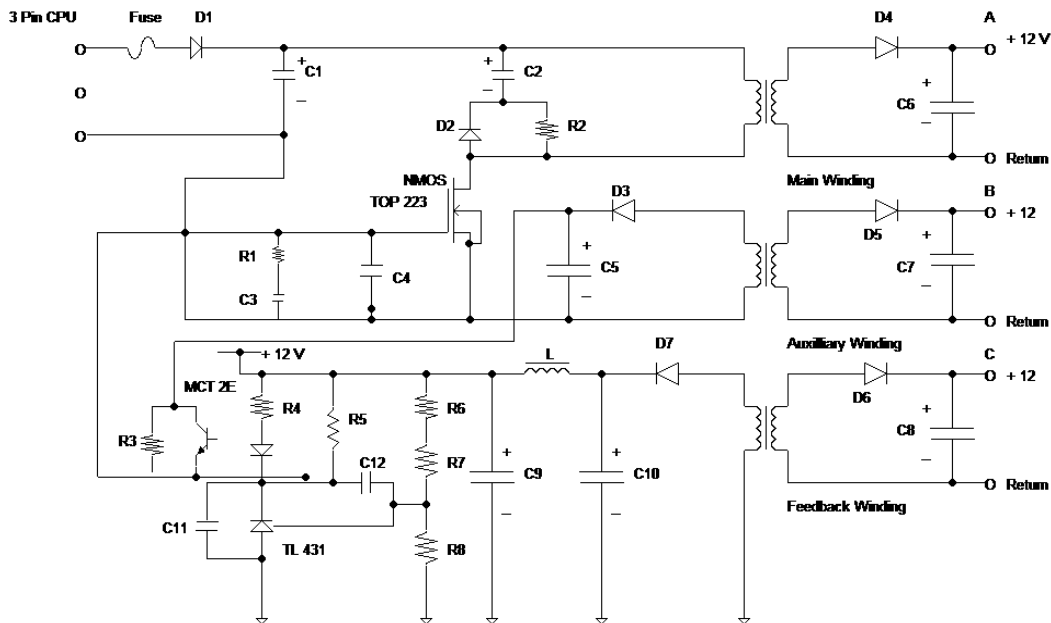 3 Pin CPU
Fuse
D1
D4
A
+ 12 V
+
C1
−
+
C2
−
+
C6
−
D2
R2
Return
NMOS
TOP 223
Main Winding
D3
B
+ 12
R1
C4
+
C5
−
D5
+
C7
−
C3
Return
+ 12 V
Auxilliary Winding
L
D7
C
+ 12
MCT 2E
R4
R5
R6
D6
R3
+
C8
−
C12
R7
+
C9
−
+
C10
−
Return
Feedback Winding
C11
TL 431
R8